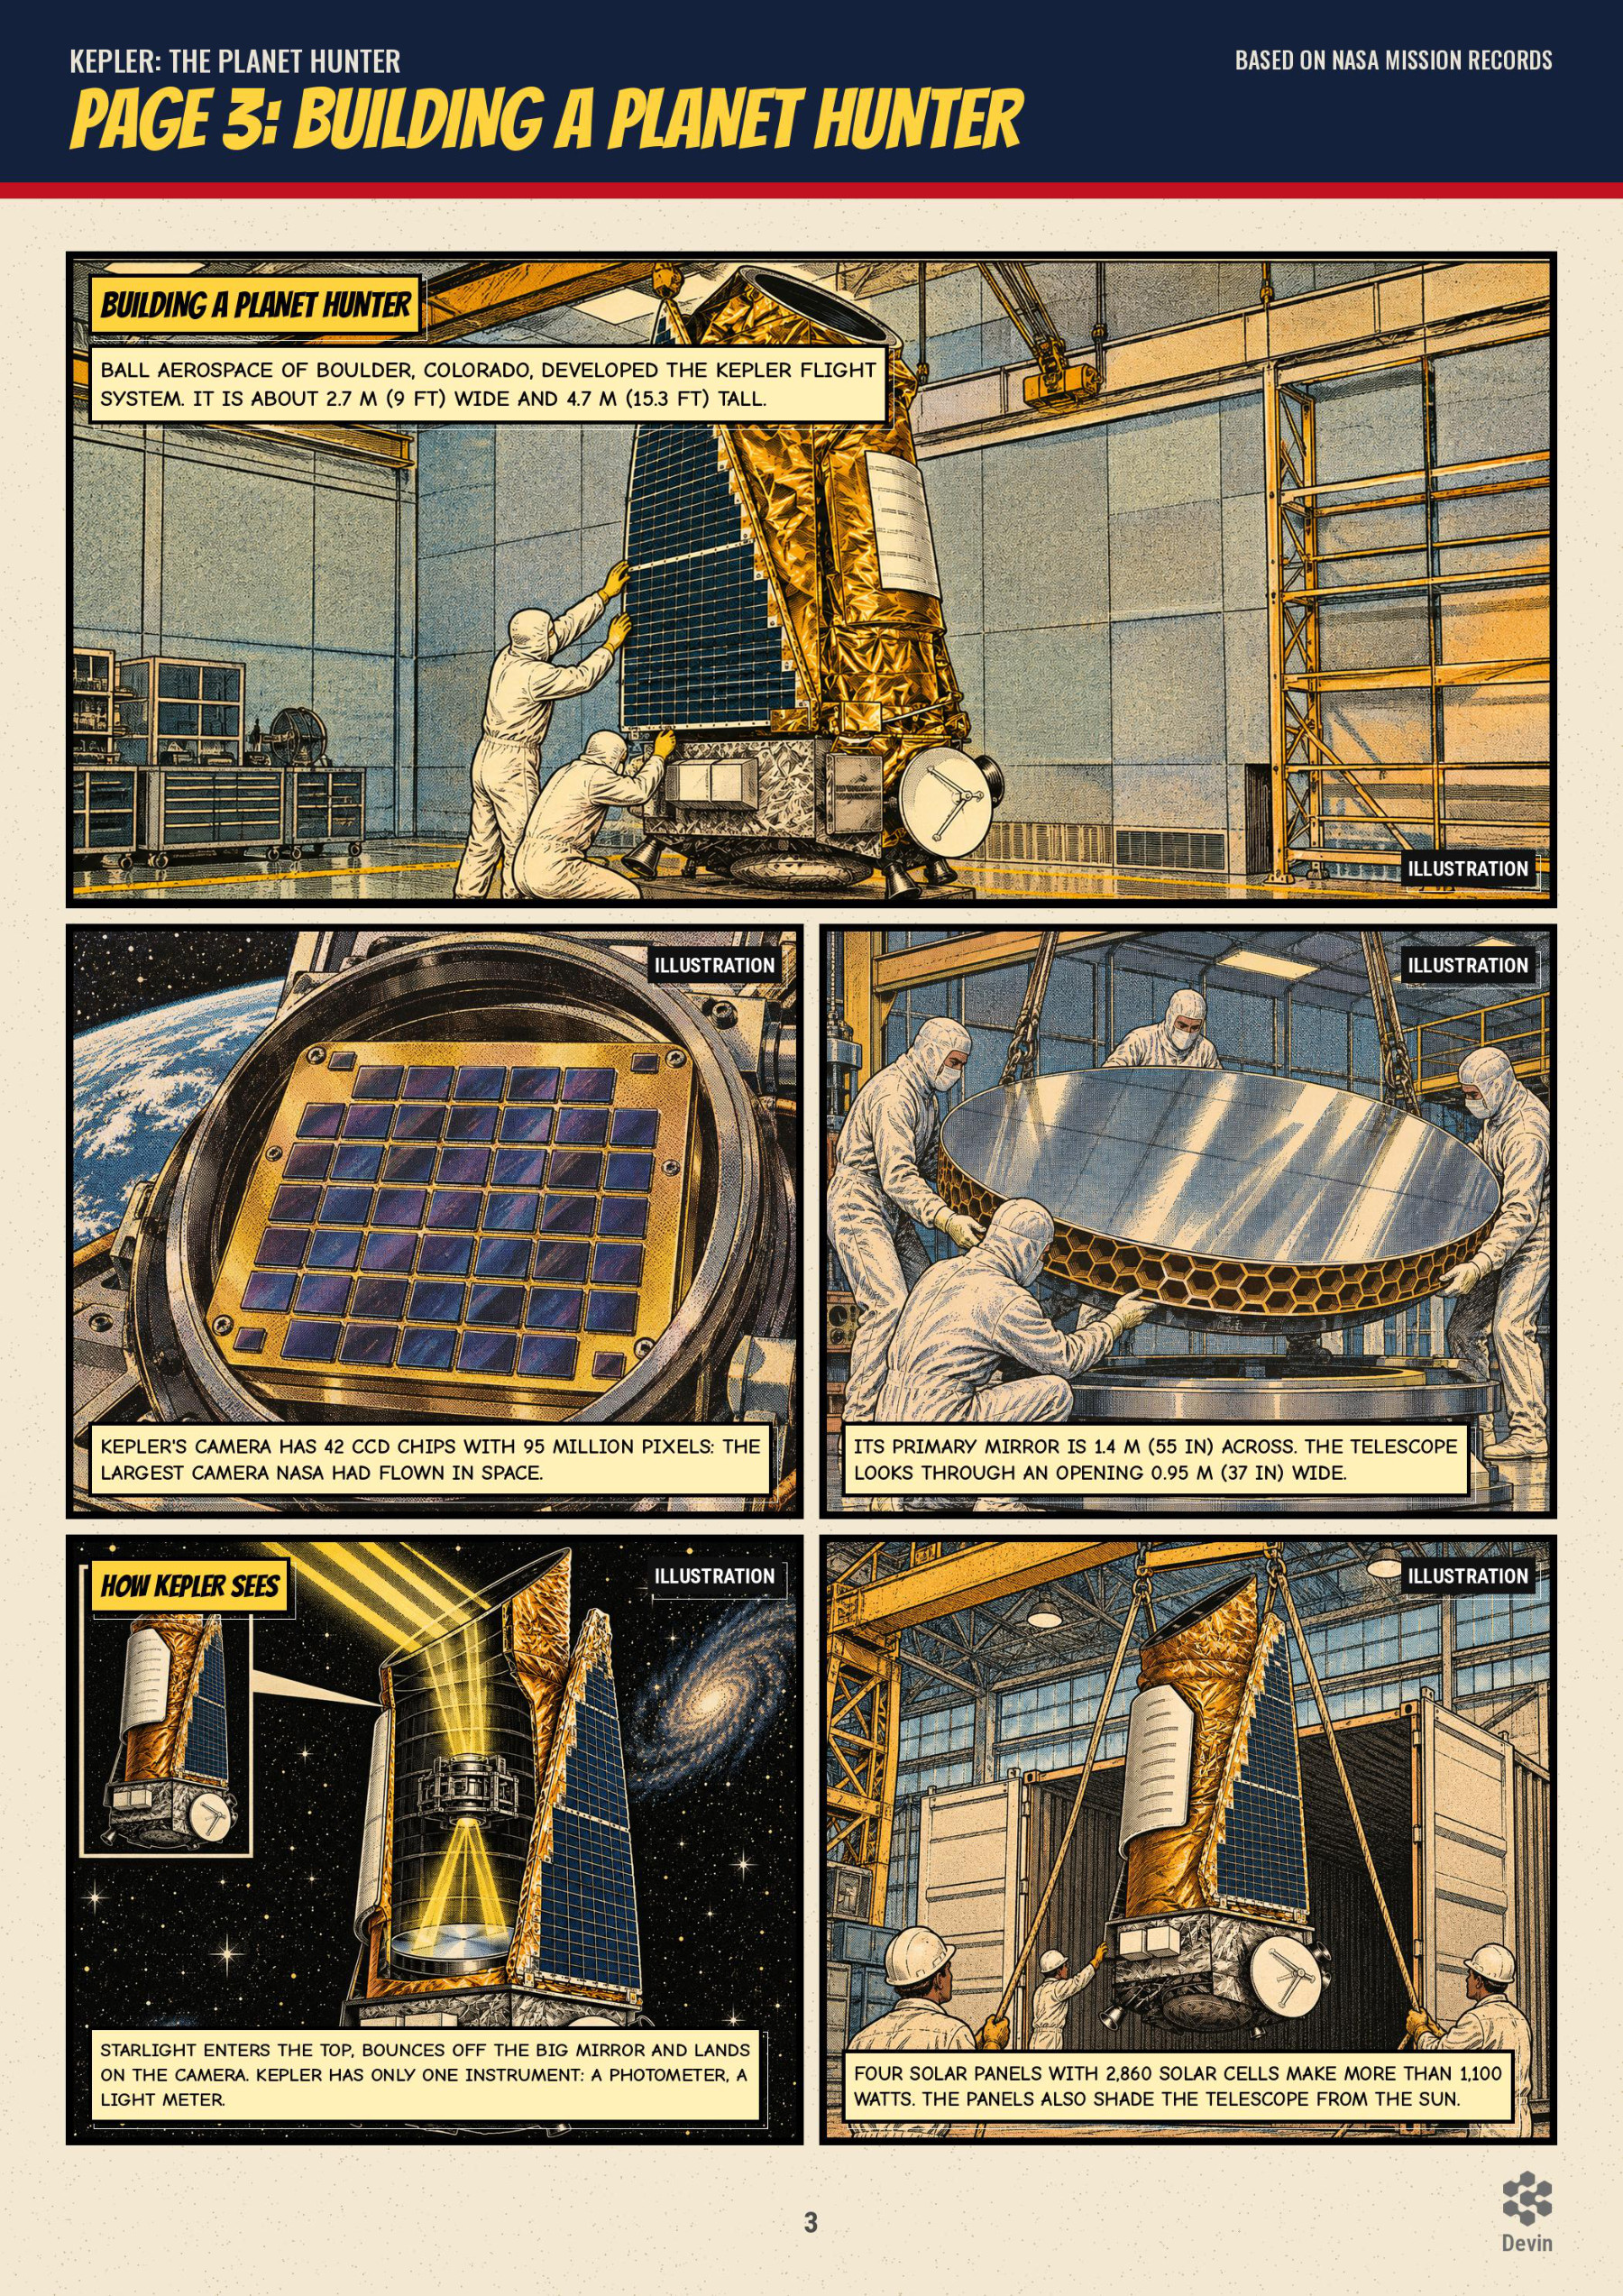 KEPLER: THE PLANET HUNTER
BASED ON NASA MISSION RECORDS
PAGE 3: BUILDING A PLANET HUNTER
BUILDING A PLANET HUNTER
BALL AEROSPACE OF BOULDER, COLORADO, DEVELOPED THE KEPLER FLIGHT
SYSTEM. IT IS ABOUT 2.7 M (9 FT) WIDE AND 4.7 M (15.3 FT) TALL.
ILLUSTRATION
ILLUSTRATION
KEPLER'S CAMERA HAS 42 CCD CHIPS WITH 95 MILLION PIXELS: THE
LARGEST CAMERA NASA HAD FLOWN IN SPACE.
ILLUSTRATION
ITS PRIMARY MIRROR IS 1.4 M (55 IN) ACROSS. THE TELESCOPE
LOOKS THROUGH AN OPENING 0.95 M (37 IN) WIDE.
HOW KEPLER SEES
ILLUSTRATION
STARLIGHT ENTERS THE TOP, BOUNCES OFF THE BIG MIRROR AND LANDS
ON THE CAMERA. KEPLER HAS ONLY ONE INSTRUMENT: A PHOTOMETER, A
LIGHT METER.
ILLUSTRATION
FOUR SOLAR PANELS WITH 2,860 SOLAR CELLS MAKE MORE THAN 1,100
WATTS. THE PANELS ALSO SHADE THE TELESCOPE FROM THE SUN.
3
Devin